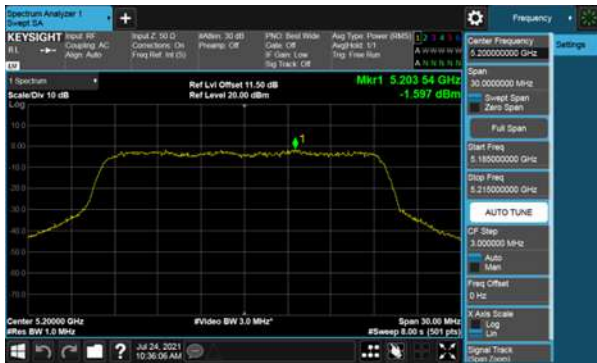 Spectrum Analyzer 1
Swept SA
+
Frequency
KEYSIGHT
RL
Input: RF
Coupling: AC
Align: Auto
Input Z: 50 Ω
Corrections: On
Freq Ref: Int (S)
#Atten: 30 dB
Preamp: Off
PNO: Best Wide
Gate: Off
IF Gain: Low
Sig Track: Off
Avg Type: Power (RMS)
Avg|Hold: 1/1
Trig: Free Run
1 2 3 4 5 6
A W W W W W
A N N N N N
LW
1 Spectrum
Scale/Div 10 dB
Ref Lvl Offset 11.50 dB
Ref Level 20.00 dBm
Mkr1 5.203 54 GHz
-1.597 dBm
Log
10.0
0.00
-10.0
-20.0
-30.0
-40.0
-50.0
-60.0
-70.0
1
Center 5.20000 GHz
#Res BW 1.0 MHz
#Video BW 3.0 MHz*
Span 30.00 MHz
#Sweep 8.00 s (501 pts)
Jul 24, 2021
10:36:06 AM
Center Frequency
5.200000000 GHz
Settings
Span
30.0000000 MHz
Swept Span
Zero Span
Full Span
Start Freq
5.185000000 GHz
Stop Freq
5.215000000 GHz
AUTO TUNE
CF Step
3.000000 MHz
Auto
Man
Freq Offset
0 Hz
X Axis Scale
Log
Lin
Signal Track
(Span Zoom)